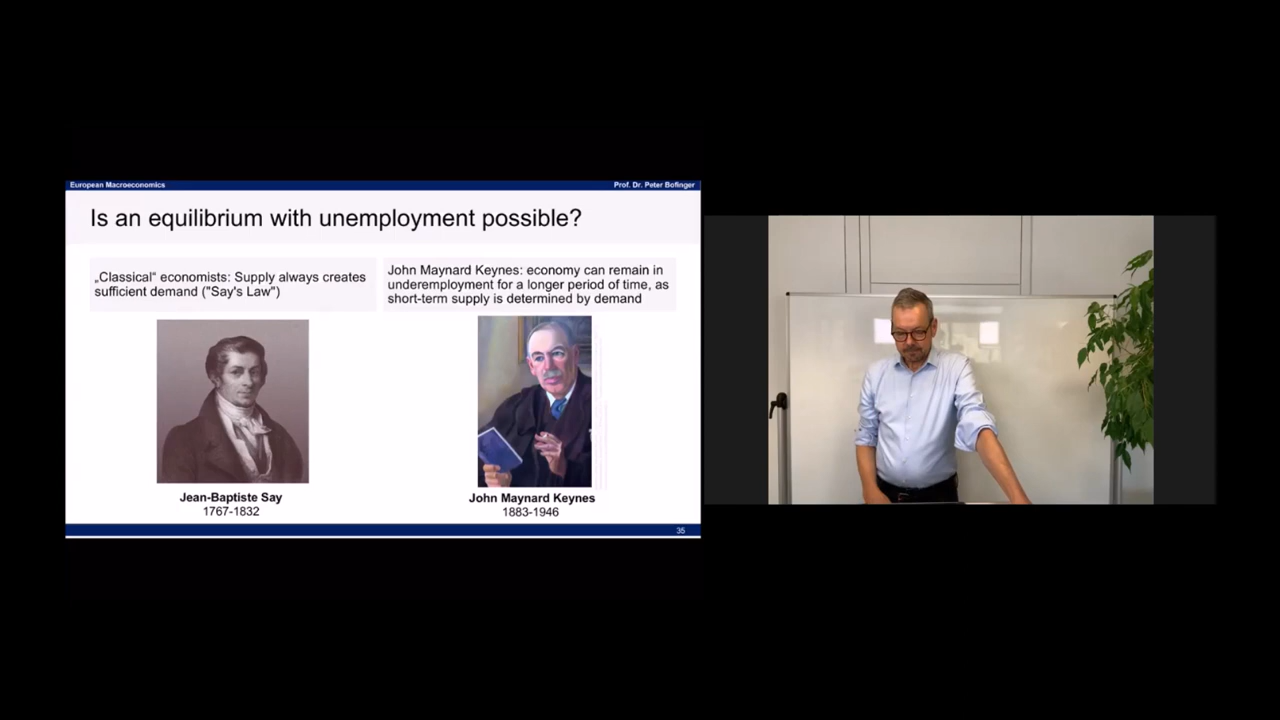 European Macroeconomics
Prof. Dr. Peter Bofinger
Is an equilibrium with unemployment possible?
„Classical“ economists: Supply always creates
sufficient demand ("Say's Law")
John Maynard Keynes: economy can remain in
underemployment for a longer period of time, as
short-term supply is determined by demand
Jean-Baptiste Say
1767-1832
John Maynard Keynes
1883-1946
35